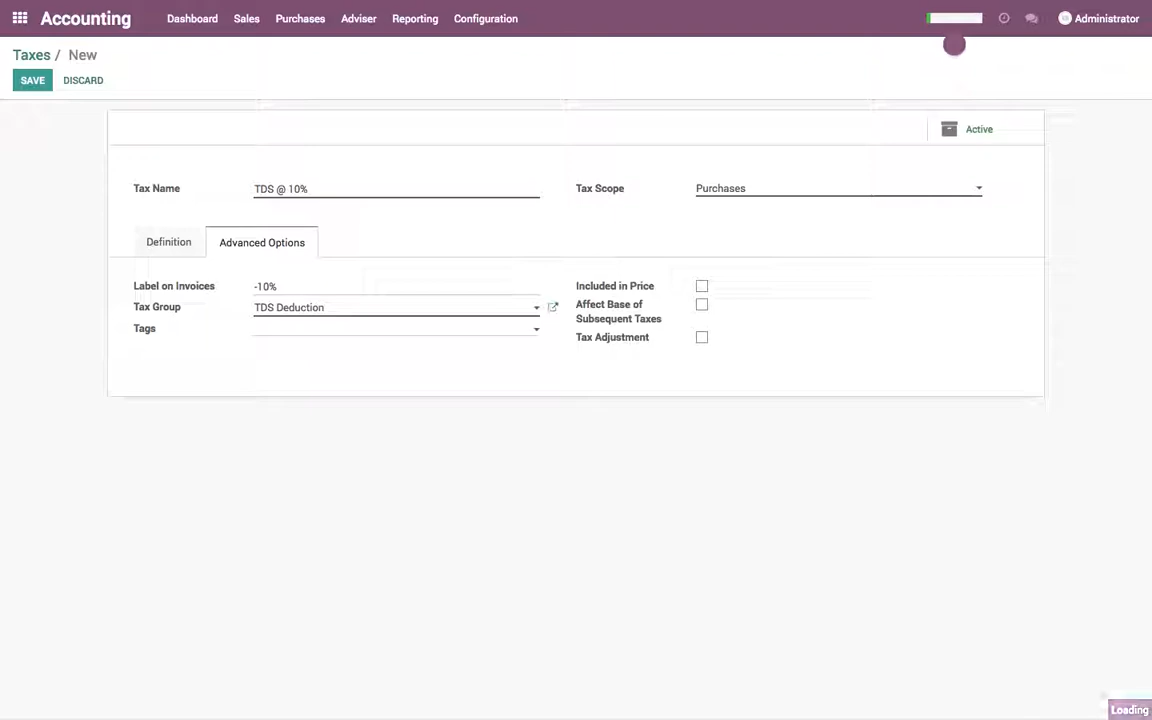 Accounting Dashboard Sales Purchases Adviser Reporting Configuration Administrator
Taxes / New
SAVE DISCARD
Active
Tax Name TDS @ 10% Tax Scope Purchases
Definition Advanced Options
Label on Invoices -10% Included in Price
Tax Group TDS Deduction Affect Base of
Subsequent Taxes
Tags
Tax Adjustment
Loading